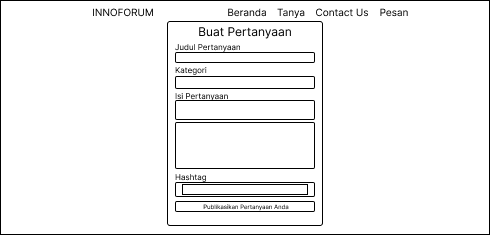 INNOFORUM Beranda Tanya Contact Us Pesan
Buat Pertanyaan
Judul Pertanyaan
Kategori
Isi Pertanyaan
Hashtag
Publikasikan Pertanyaan Anda